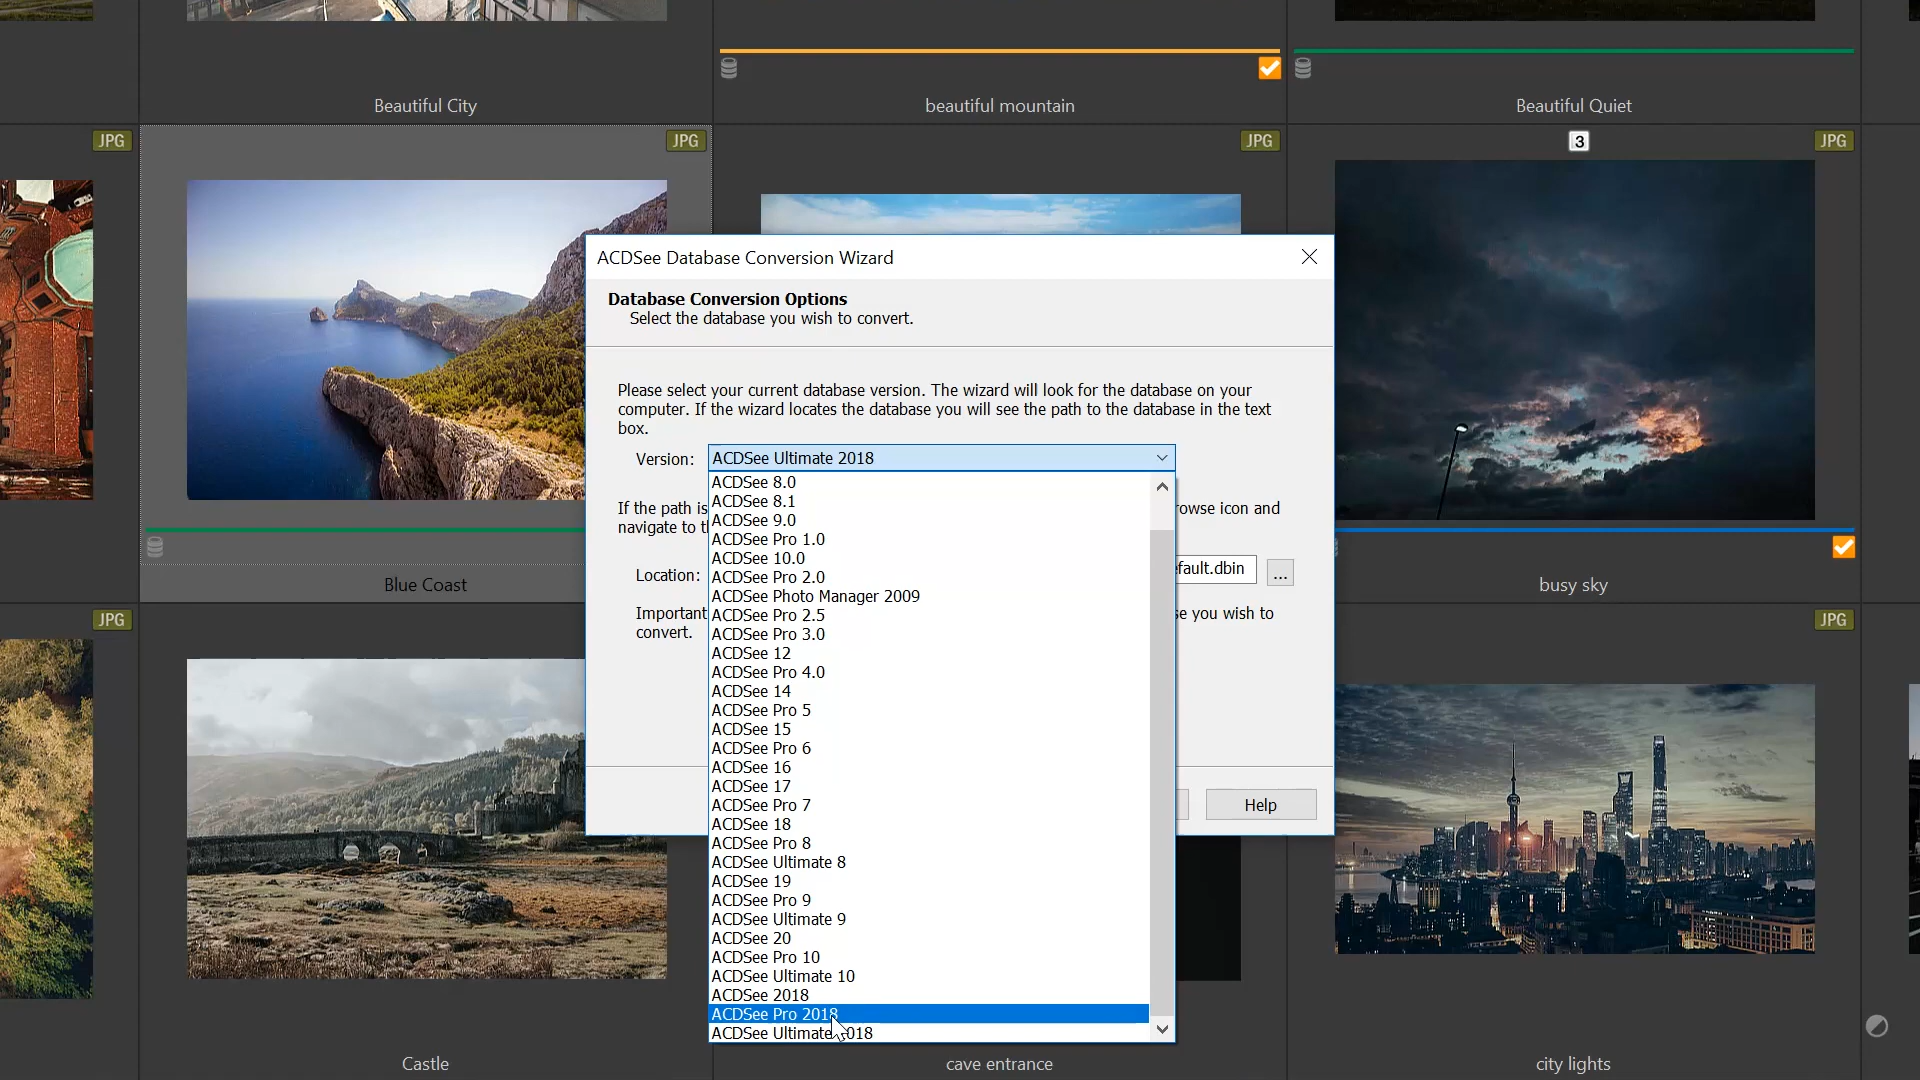 Beautiful City
beautiful mountain
Beautiful Quiet
JPG
JPG
JPG
3
JPG
ACDSee Database Conversion Wizard
Database Conversion Options
Select the database you wish to convert.
Please select your current database version. The wizard will look for the database on your
computer. If the wizard locates the database you will see the path to the database in the text
box.
Version: ACDSee Ultimate 2018
ACDSee 8.0
ACDSee 8.1
If the path is
rowse icon and
ACDSee 9.0
navigate to
ACDSee Pro 1.0
ACDSee 10.0
Location:
fault.dbin
...
ACDSee Pro 2.0
Blue Coast
busy sky
ACDSee Photo Manager 2009
Important
ACDSee Pro 2.5
se you wish to
convert.
ACDSee Pro 3.0
JPG
JPG
ACDSee 12
ACDSee Pro 4.0
ACDSee 14
ACDSee Pro 5
ACDSee 15
ACDSee Pro 6
ACDSee 16
ACDSee 17
ACDSee Pro 7
Help
ACDSee 18
ACDSee Pro 8
ACDSee Ultimate 8
ACDSee 19
ACDSee Pro 9
ACDSee Ultimate 9
ACDSee 20
ACDSee Pro 10
ACDSee Ultimate 10
ACDSee 2018
ACDSee Pro 2018
ACDSee Ultimate 2018
Castle
cave entrance
city lights